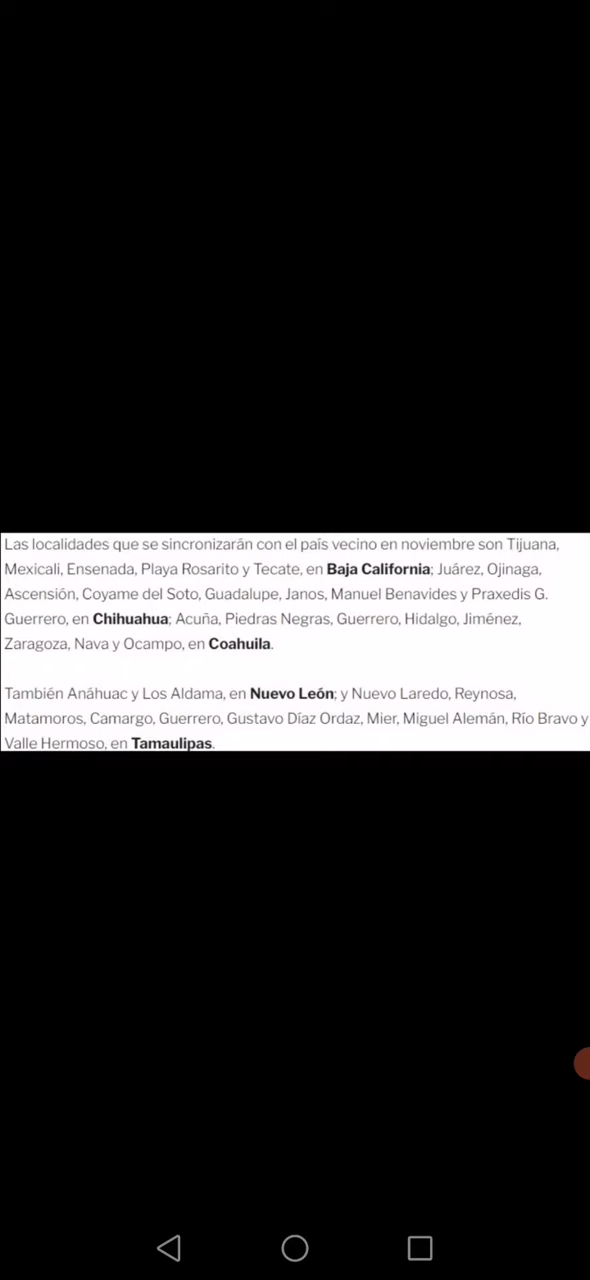 Las localidades que se sincronizarán con el país vecino en noviembre son Tijuana,
Mexicali, Ensenada, Playa Rosarito y Tecate, en Baja California; Juárez, Ojinaga,
Ascensión, Coyame del Soto, Guadalupe, Janos, Manuel Benavides y Praxedis G.
Guerrero, en Chihuahua; Acuña, Piedras Negras, Guerrero, Hidalgo, Jiménez,
Zaragoza, Nava y Ocampo, en Coahuila.
También Anáhuac y Los Aldama, en Nuevo León; y Nuevo Laredo, Reynosa,
Matamoros, Camargo, Guerrero, Gustavo Díaz Ordaz, Mier, Miguel Alemán, Río Bravo y
Valle Hermoso, en Tamaulipas.